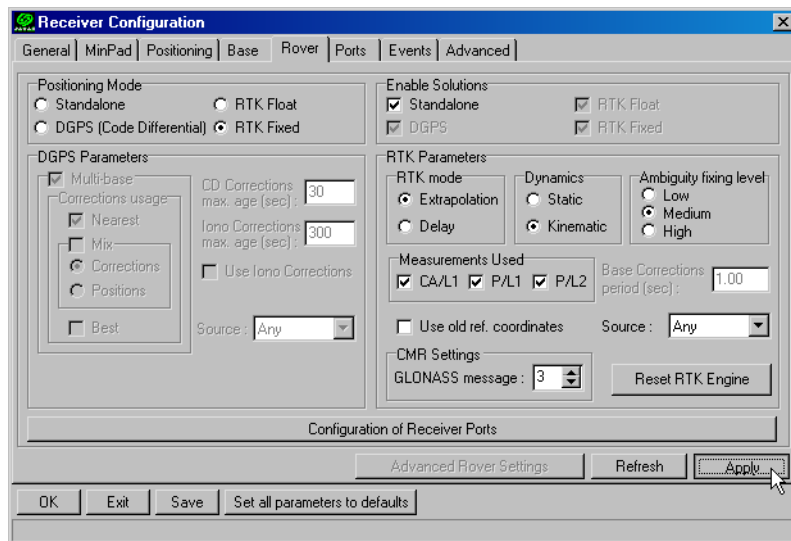 Receiver Configuration
General MinPad Positioning Base Rover Ports Events Advanced
Positioning Mode
Standalone RTK Float
DGPS (Code Differential) RTK Fixed
Enable Solutions
Standalone RTK Float
DGPS RTK Fixed
DGPS Parameters
Multi-base
Corrections usage
Nearest
Mix
Corrections
Positions
Best
CD Corrections
max. age (sec) : 30
Iono Corrections
max. age (sec) : 300
Use Iono Corrections
Source : Any
RTK Parameters
RTK mode
Extrapolation
Delay
Dynamics
Static
Kinematic
Ambiguity fixing level
Low
Medium
High
Measurements Used
CA/L1 P/L1 P/L2
Base Corrections
period (sec) : 1.00
Use old ref. coordinates Source : Any
CMR Settings
GLONASS message : 3
Reset RTK Engine
Configuration of Receiver Ports
Advanced Rover Settings Refresh Apply
OK Exit Save Set all parameters to defaults